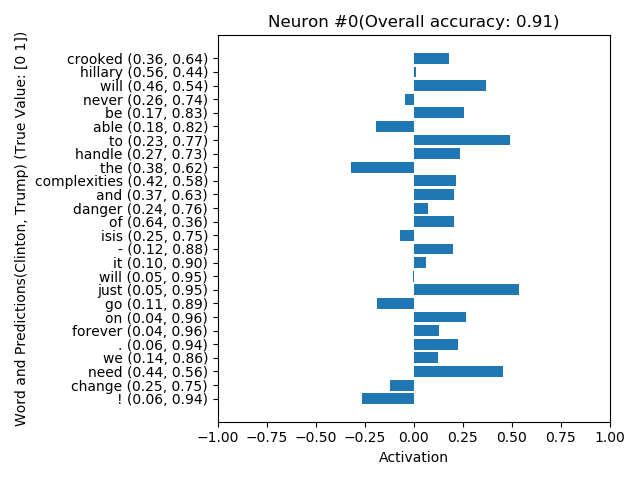 Neuron #0(Overall accuracy: 0.91)
Word and Predictions(Clinton, Trump) (True Value: [0 1])
crooked (0.36, 0.64)
hillary (0.56, 0.44)
will (0.46, 0.54)
never (0.26, 0.74)
be (0.17, 0.83)
able (0.18, 0.82)
to (0.23, 0.77)
handle (0.27, 0.73)
the (0.38, 0.62)
complexities (0.42, 0.58)
and (0.37, 0.63)
danger (0.24, 0.76)
of (0.64, 0.36)
isis (0.25, 0.75)
- (0.12, 0.88)
it (0.10, 0.90)
will (0.05, 0.95)
just (0.05, 0.95)
go (0.11, 0.89)
on (0.04, 0.96)
forever (0.04, 0.96)
. (0.06, 0.94)
we (0.14, 0.86)
need (0.44, 0.56)
change (0.25, 0.75)
! (0.06, 0.94)
−1.00 −0.75 −0.50 −0.25 0.00 0.25 0.50 0.75 1.00
Activation